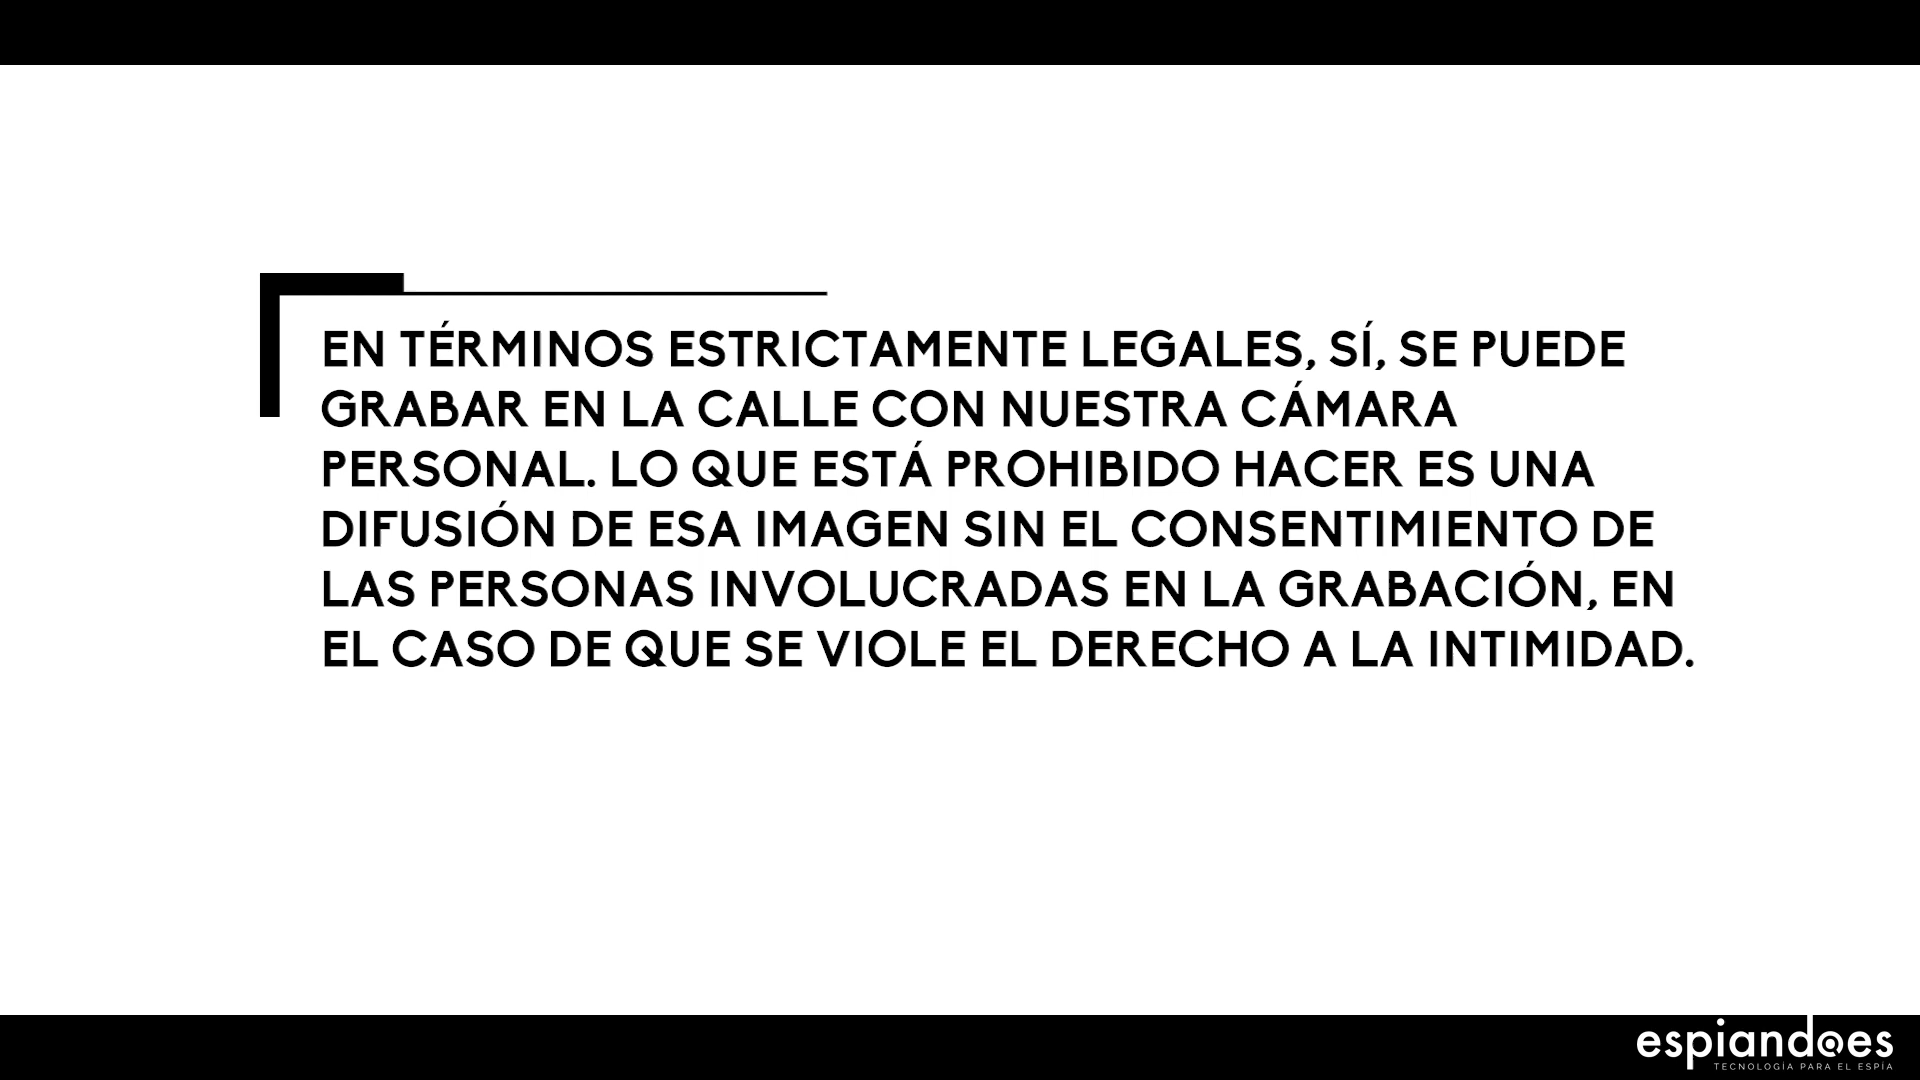 EN TÉRMINOS ESTRICTAMENTE LEGALES, SÍ, SE PUEDE
GRABAR EN LA CALLE CON NUESTRA CÁMARA
PERSONAL. LO QUE ESTÁ PROHIBIDO HACER ES UNA
DIFUSIÓN DE ESA IMAGEN SIN EL CONSENTIMIENTO DE
LAS PERSONAS INVOLUCRADAS EN LA GRABACIÓN, EN
EL CASO DE QUE SE VIOLE EL DERECHO A LA INTIMIDAD.
espiandoes
TECNOLOGÍA PARA EL ESPÍA